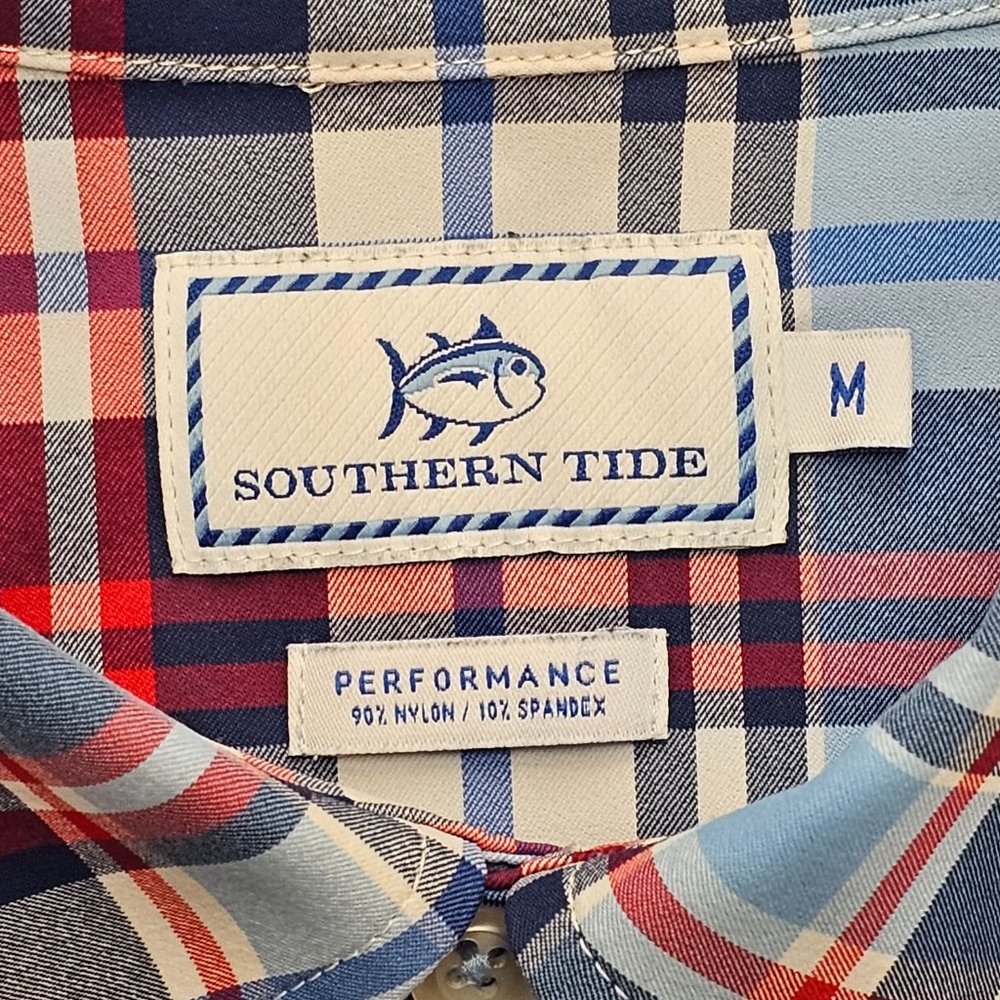 SOUTHERN TIDE
M
PERFORMANCE
90% NYLON / 10% SPANDEX